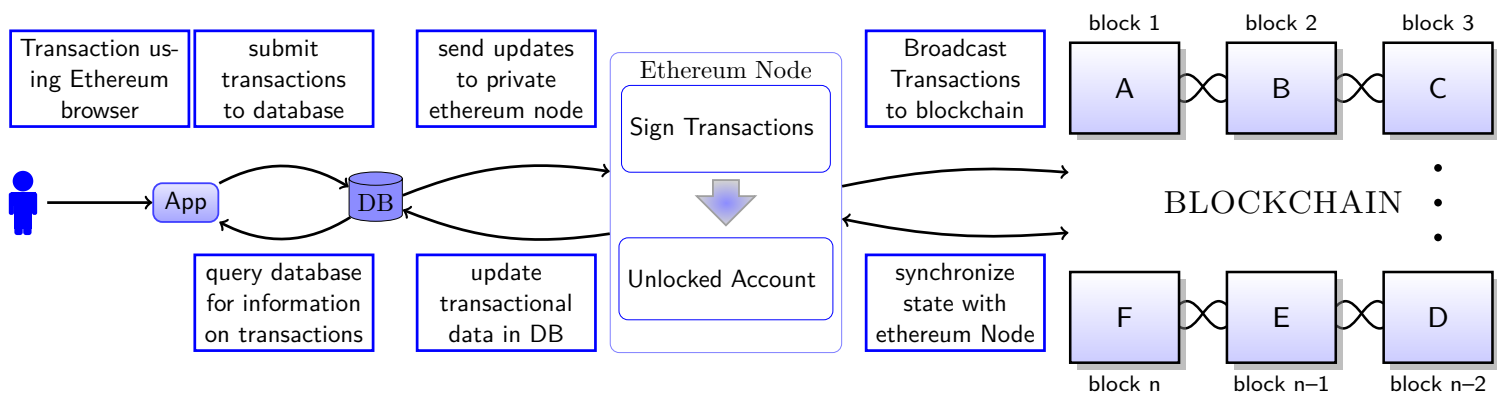 Transaction us-
ing Ethereum
browser
submit
transactions
to database
send updates
to private
ethereum node
Ethereum Node
Sign Transactions
Unlocked Account
Broadcast
Transactions
to blockchain
block 1
block 2
block 3
A
B
C
App
DB
BLOCKCHAIN
query database
for information
on transactions
update
transactional
data in DB
synchronize
state with
ethereum Node
F
E
D
block n
block n–1
block n–2